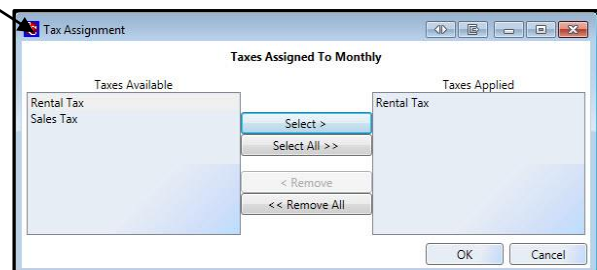 Tax Assignment
Taxes Assigned To Monthly
Taxes Available
Taxes Applied
Rental Tax
Sales Tax
Rental Tax
Select >
Select All >>
< Remove
<< Remove All
OK
Cancel